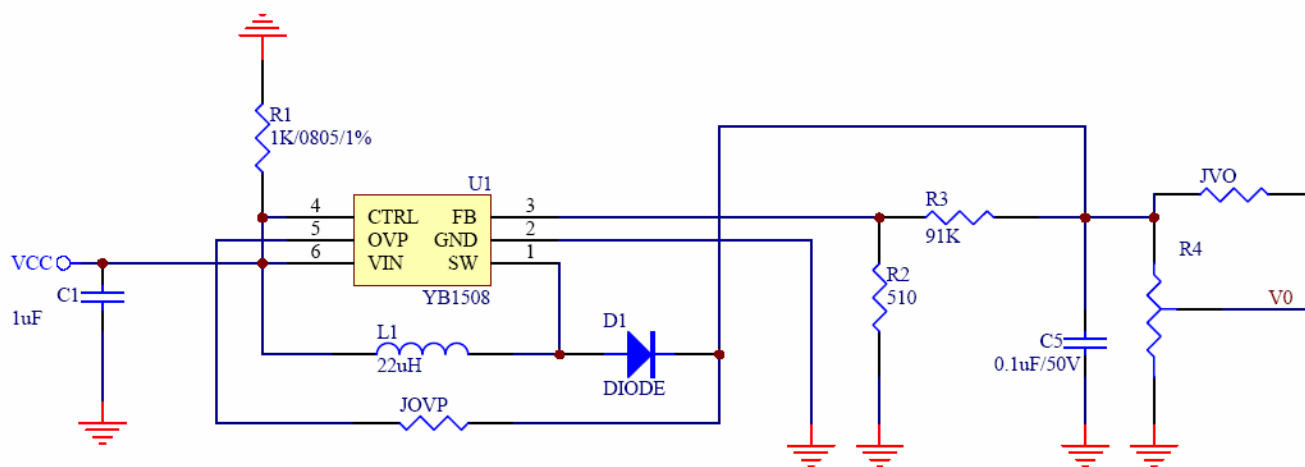 R1
1K/0805/1%
U1
4 CTRL FB 3
5 OVP GND 2
6 VIN SW 1
YB1508
VCC
C1
1uF
L1
22uH
D1
DIODE
JOVP
R3
91K
R2
510
C5
0.1uF/50V
JVO
R4
V0